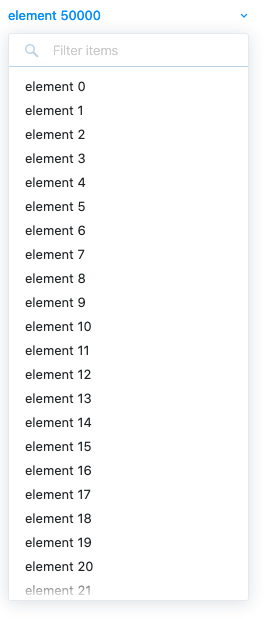 element 50000
Filter items
element 0
element 1
element 2
element 3
element 4
element 5
element 6
element 7
element 8
element 9
element 10
element 11
element 12
element 13
element 14
element 15
element 16
element 17
element 18
element 19
element 20
element 21